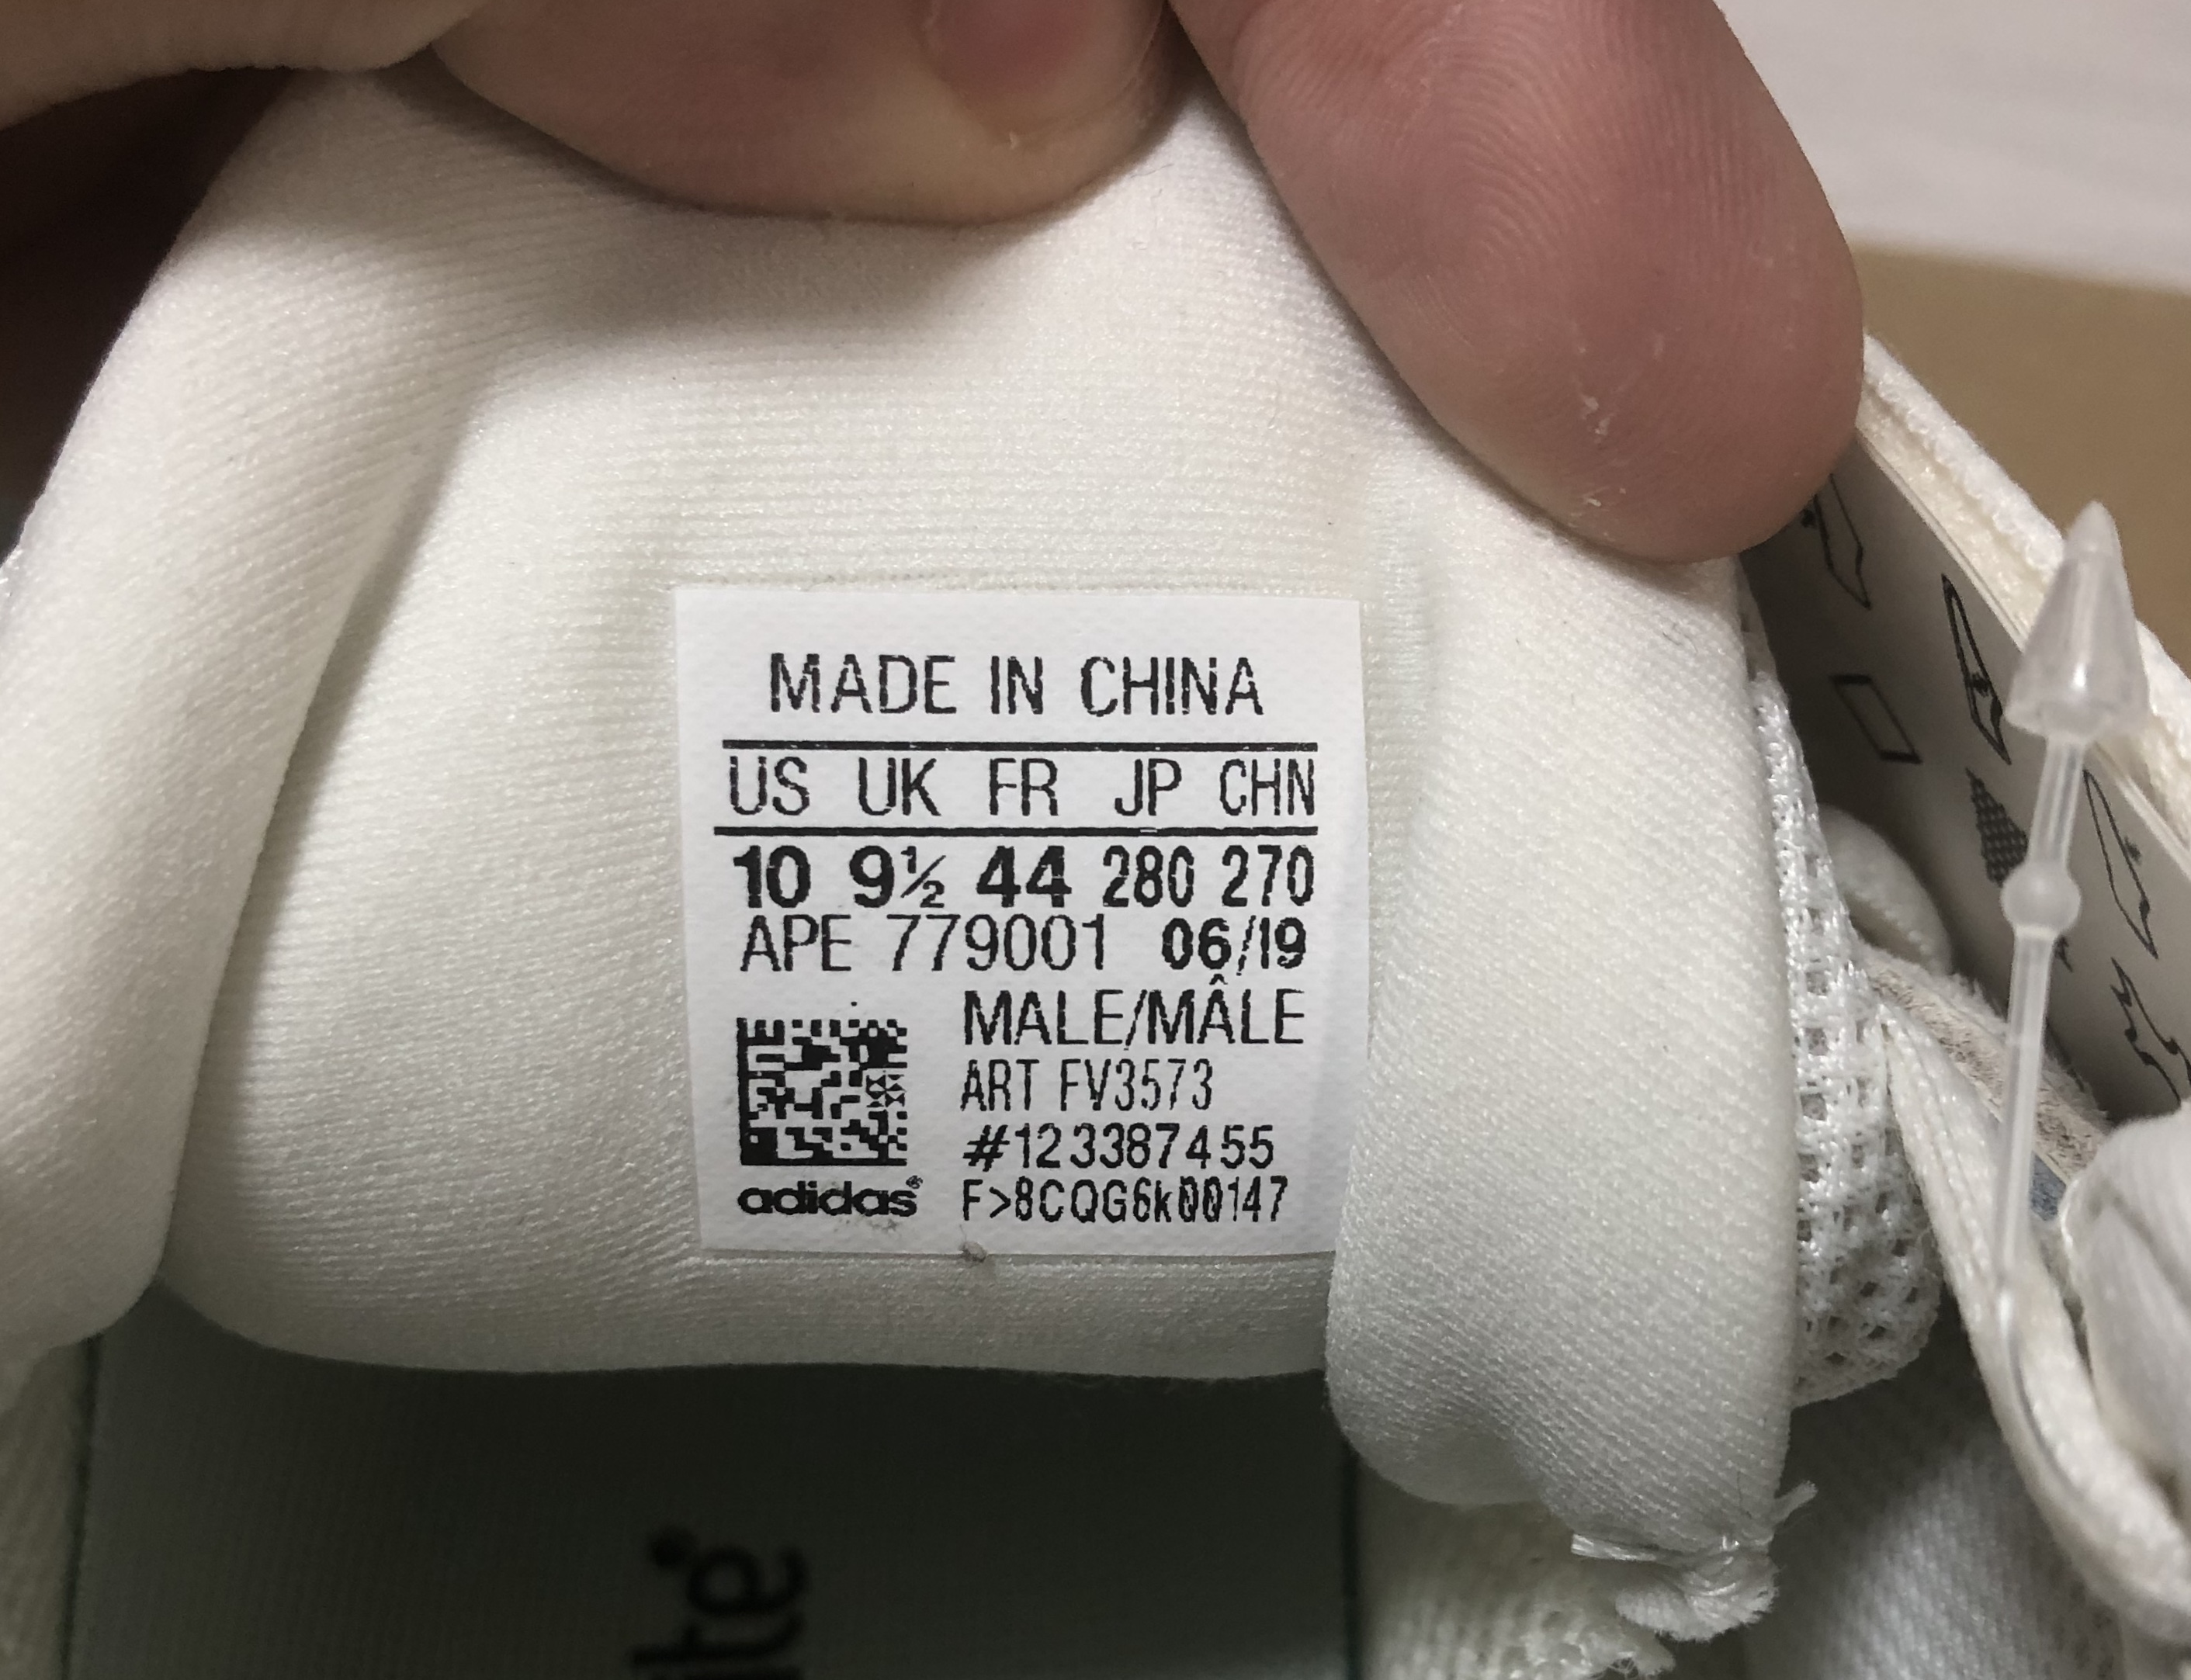 MADE IN CHINA
US UK FR JP CHN
10 9½ 44 280 270
APE 779001 06/19
MALE/MÂLE
ART FV3573
#123387455
adidas® F>8CQG6k00147